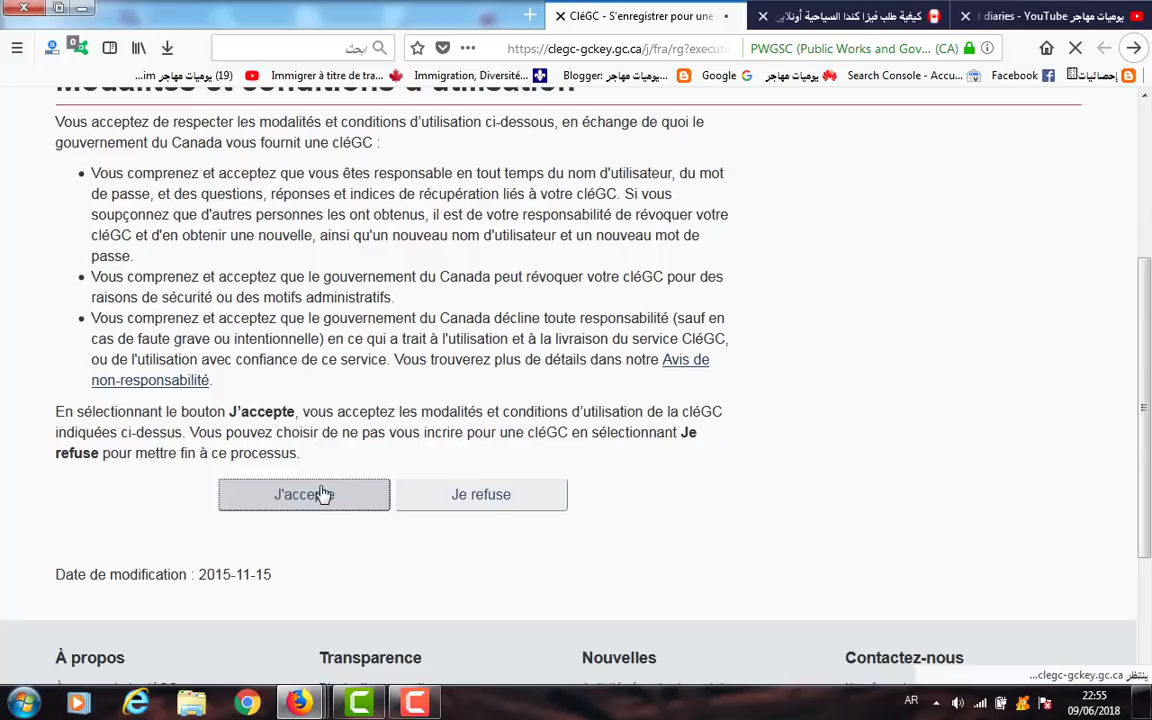 CléGC - S'enregistrer pour une
كيفية طلب فيزا كندا السياحية أونلاين
يوميات مهاجر diaries - YouTube
ابحث
https://clegc-gckey.gc.ca/j/fra/rg?executi
PWGSC (Public Works and Gov... (CA)
...im يوميات مهاجر (19)
Immigrer à titre de tra...
Immigration, Diversité...
Blogger: يوميات مهاجر...
Google
يوميات مهاجر
Search Console - Accu...
Facebook
إحصائيات
Modalités et conditions d'utilisation
Vous acceptez de respecter les modalités et conditions d’utilisation ci-dessous, en échange de quoi le
gouvernement du Canada vous fournit une cléGC :
Vous comprenez et acceptez que vous êtes responsable en tout temps du nom d'utilisateur, du mot
de passe, et des questions, réponses et indices de récupération liés à votre cléGC. Si vous
soupçonnez que d'autres personnes les ont obtenus, il est de votre responsabilité de révoquer votre
cléGC et d'en obtenir une nouvelle, ainsi qu'un nouveau nom d'utilisateur et un nouveau mot de
passe.
Vous comprenez et acceptez que le gouvernement du Canada peut révoquer votre cléGC pour des
raisons de sécurité ou des motifs administratifs.
Vous comprenez et acceptez que le gouvernement du Canada décline toute responsabilité (sauf en
cas de faute grave ou intentionnelle) en ce qui a trait à l'utilisation et à la livraison du service CléGC,
ou de l'utilisation avec confiance de ce service. Vous trouverez plus de détails dans notre Avis de
non-responsabilité.
En sélectionnant le bouton J’accepte, vous acceptez les modalités et conditions d’utilisation de la cléGC
indiquées ci-dessus. Vous pouvez choisir de ne pas vous incrire pour une cléGC en sélectionnant Je
refuse pour mettre fin à ce processus.
J'accepte
Je refuse
Date de modification : 2015-11-15
À propos
Transparence
Nouvelles
Contactez-nous
ينتظر clegc-gckey.gc.ca...
AR
22:55
09/06/2018